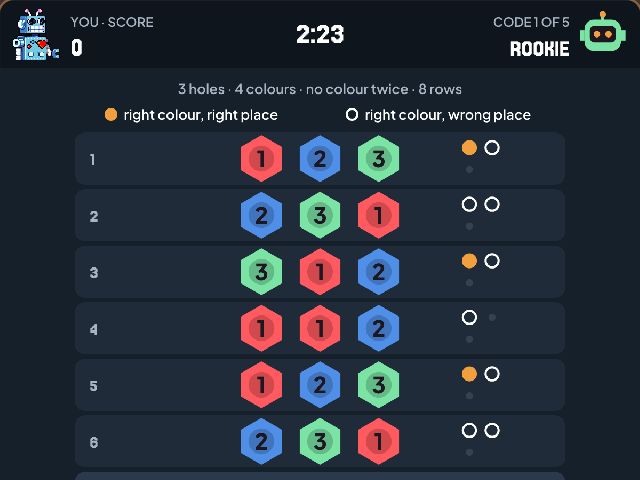 YOU · SCORE
0
2:23
CODE 1 OF 5
ROOKIE
3 holes · 4 colours · no colour twice · 8 rows
right colour, right place
right colour, wrong place
1 1 2 3
2 2 3 1
3 3 1 2
4 1 1 2
5 1 2 3
6 2 3 1